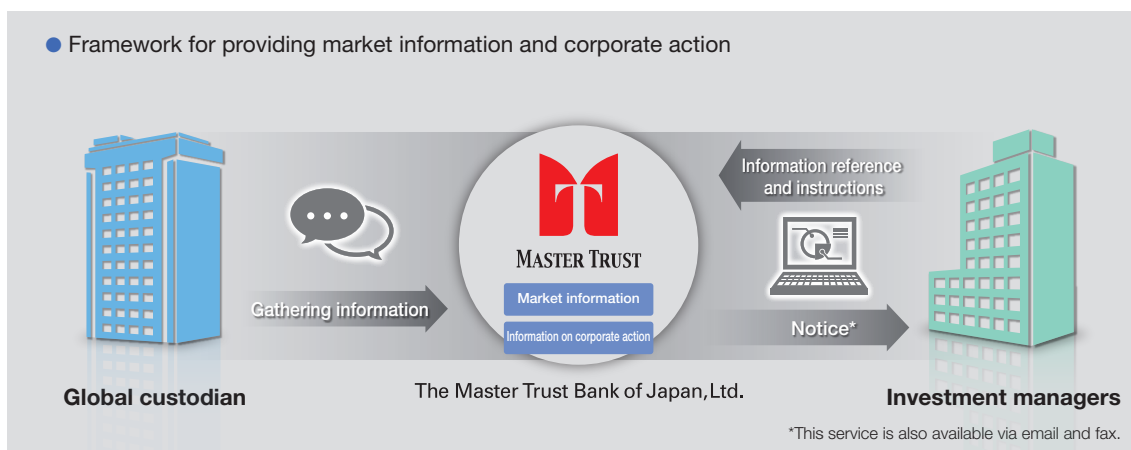 ● Framework for providing market information and corporate action
Information reference
and instructions
MASTER TRUST
Market information
Gathering information
Notice*
Information on corporate action
Global custodian
The Master Trust Bank of Japan,Ltd.
Investment managers
*This service is also available via email and fax.